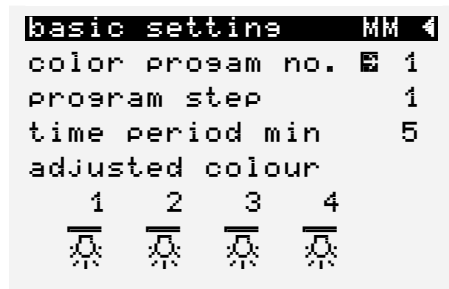 basic setting MM
color progam no. 1
program step 1
time period min 5
adjusted colour
1 2 3 4